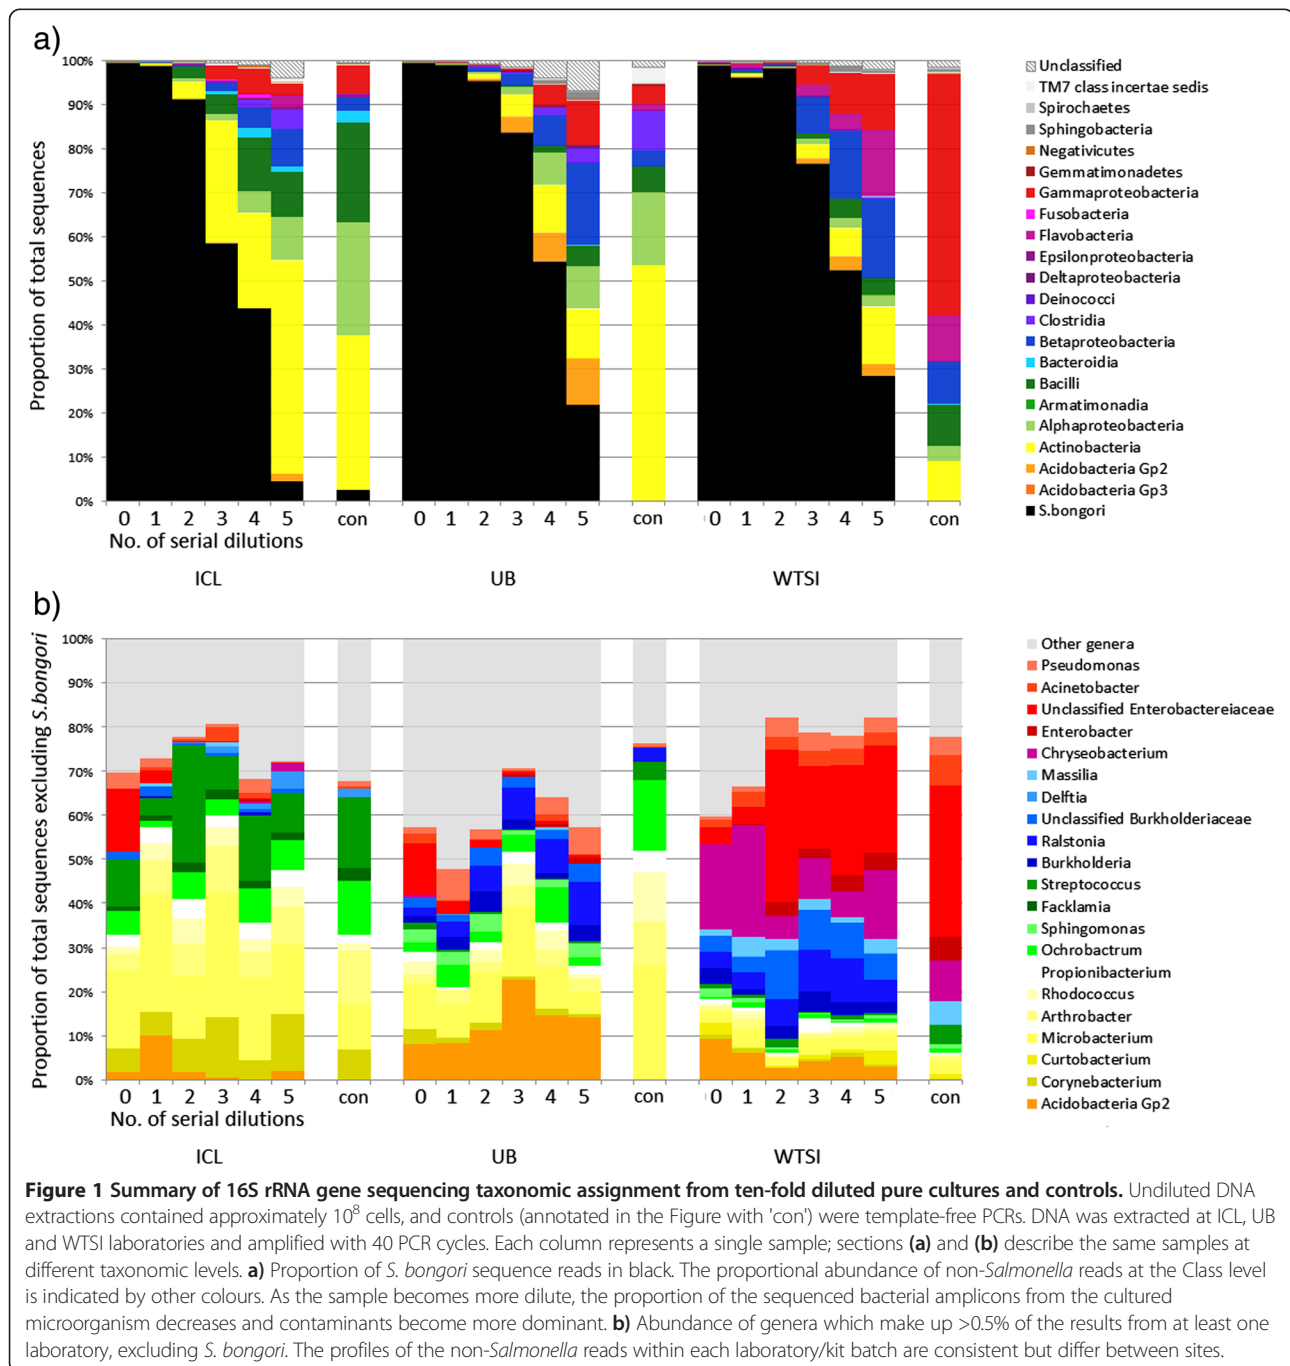 a)
Proportion of total sequences
100%
90%
80%
70%
60%
50%
40%
30%
20%
10%
0%
0 1 2 3 4 5 con 0 1 2 3 4 5 con 0 1 2 3 4 5 con
No. of serial dilutions
ICL UB WTSI
Unclassified
TM7 class incertae sedis
Spirochaetes
Sphingobacteria
Negativicutes
Gemmatimonadetes
Gammaproteobacteria
Fusobacteria
Flavobacteria
Epsilonproteobacteria
Deltaproteobacteria
Deinococci
Clostridia
Betaproteobacteria
Bacteroidia
Bacilli
Armatimonadia
Alphaproteobacteria
Actinobacteria
Acidobacteria Gp2
Acidobacteria Gp3
S.bongori
b)
Proportion of total sequences excluding S.bongori
100%
90%
80%
70%
60%
50%
40%
30%
20%
10%
0%
0 1 2 3 4 5 con 0 1 2 3 4 5 con 0 1 2 3 4 5 con
No. of serial dilutions
ICL UB WTSI
Other genera
Pseudomonas
Acinetobacter
Unclassified Enterobactereiaceae
Enterobacter
Chryseobacterium
Massilia
Delftia
Unclassified Burkholderiaceae
Ralstonia
Burkholderia
Streptococcus
Facklamia
Sphingomonas
Ochrobactrum
Propionibacterium
Rhodococcus
Arthrobacter
Microbacterium
Curtobacterium
Corynebacterium
Acidobacteria Gp2
Figure 1 Summary of 16S rRNA gene sequencing taxonomic assignment from ten-fold diluted pure cultures and controls. Undiluted DNA
extractions contained approximately 10⁸ cells, and controls (annotated in the Figure with 'con') were template-free PCRs. DNA was extracted at ICL, UB
and WTSI laboratories and amplified with 40 PCR cycles. Each column represents a single sample; sections (a) and (b) describe the same samples at
different taxonomic levels. a) Proportion of S. bongori sequence reads in black. The proportional abundance of non-Salmonella reads at the Class level
is indicated by other colours. As the sample becomes more dilute, the proportion of the sequenced bacterial amplicons from the cultured
microorganism decreases and contaminants become more dominant. b) Abundance of genera which make up >0.5% of the results from at least one
laboratory, excluding S. bongori. The profiles of the non-Salmonella reads within each laboratory/kit batch are consistent but differ between sites.